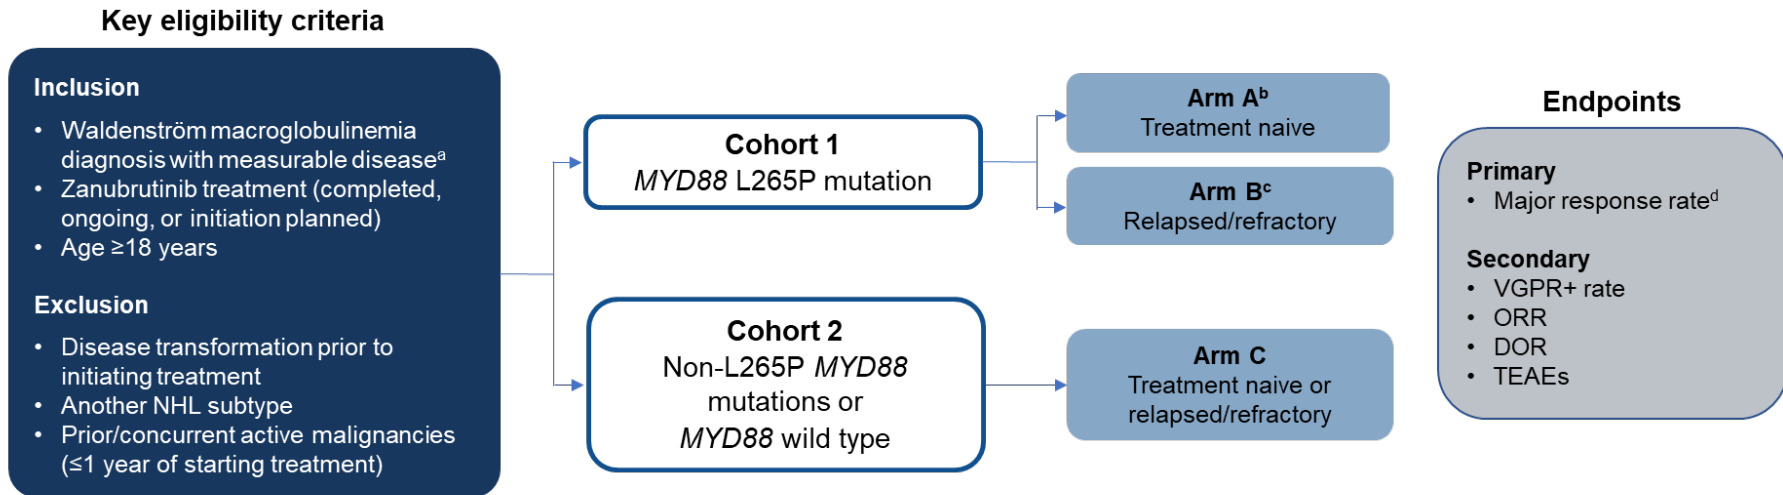 Key eligibility criteria
Inclusion
• Waldenström macroglobulinemia
diagnosis with measurable diseaseᵃ
• Zanubrutinib treatment (completed,
ongoing, or initiation planned)
• Age ≥18 years
Exclusion
• Disease transformation prior to
initiating treatment
• Another NHL subtype
• Prior/concurrent active malignancies
(≤1 year of starting treatment)
Cohort 1
MYD88 L265P mutation
Cohort 2
Non-L265P MYD88
mutations or
MYD88 wild type
Arm Aᵇ
Treatment naive
Arm Bᶜ
Relapsed/refractory
Arm C
Treatment naive or
relapsed/refractory
Endpoints
Primary
• Major response rateᵈ
Secondary
• VGPR+ rate
• ORR
• DOR
• TEAEs